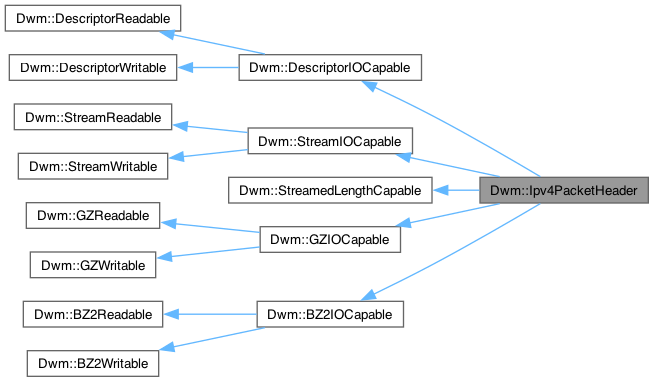 Dwm::DescriptorReadable
Dwm::DescriptorWritable
Dwm::DescriptorIOCapable
Dwm::StreamReadable
Dwm::StreamIOCapable
Dwm::StreamWritable
Dwm::StreamedLengthCapable
Dwm::Ipv4PacketHeader
Dwm::GZReadable
Dwm::GZIOCapable
Dwm::GZWritable
Dwm::BZ2Readable
Dwm::BZ2IOCapable
Dwm::BZ2Writable